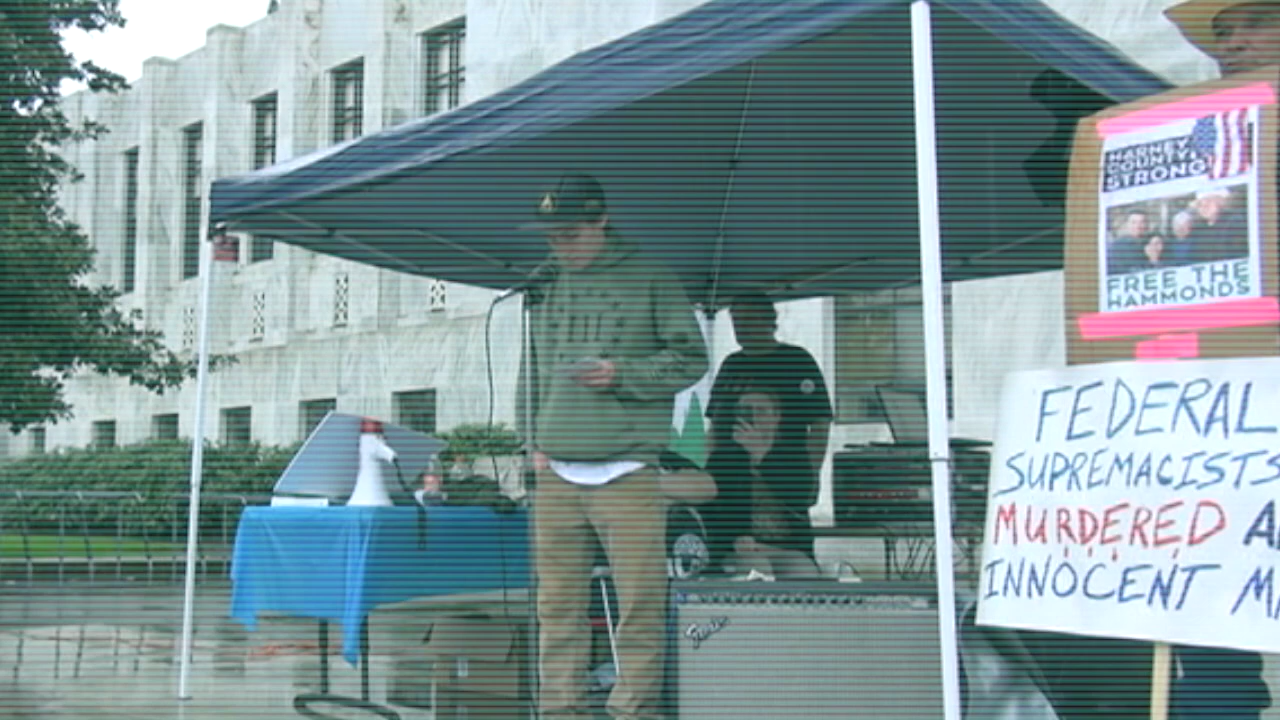 HARNEY
COUNTY
STRONG
FREE THE
HAMMONDS
FEDERAL
SUPREMACISTS
MURDERED
INNOCENT
Fender